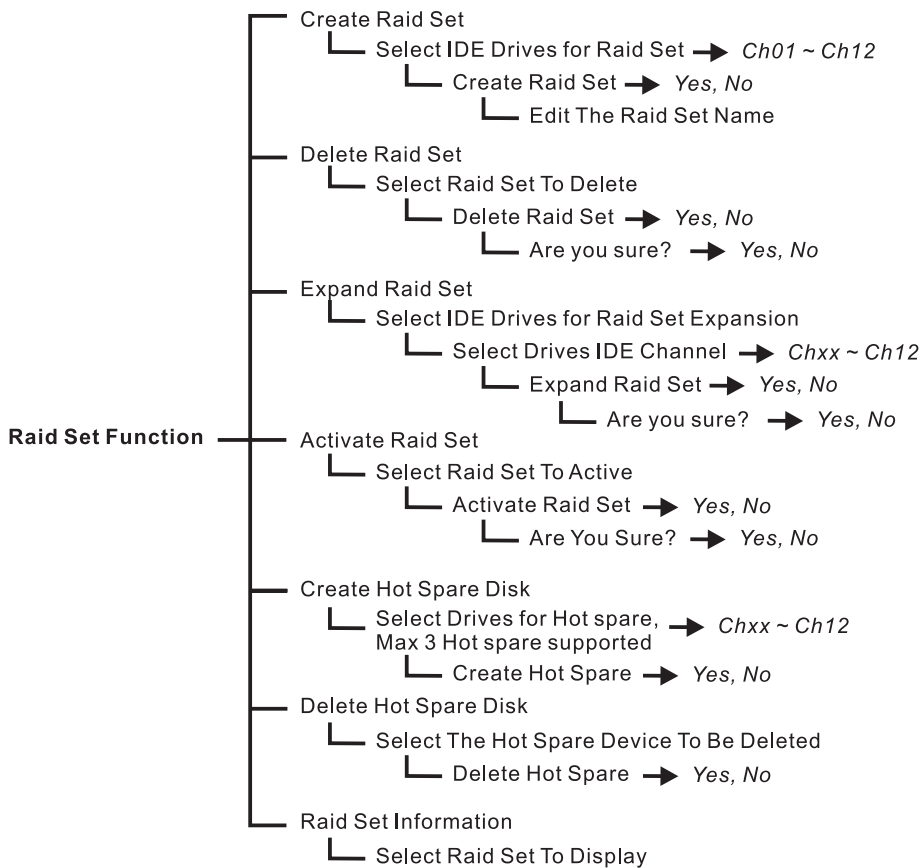 Create Raid Set
Select IDE Drives for Raid Set Ch01 ~ Ch12
Create Raid Set Yes, No
Edit The Raid Set Name
Delete Raid Set
Select Raid Set To Delete
Delete Raid Set Yes, No
Are you sure? Yes, No
Expand Raid Set
Select IDE Drives for Raid Set Expansion
Select Drives IDE Channel Chxx ~ Ch12
Expand Raid Set Yes, No
Are you sure? Yes, No
Raid Set Function
Activate Raid Set
Select Raid Set To Active
Activate Raid Set Yes, No
Are You Sure? Yes, No
Create Hot Spare Disk
Select Drives for Hot spare,
Max 3 Hot spare supported Chxx ~ Ch12
Create Hot Spare Yes, No
Delete Hot Spare Disk
Select The Hot Spare Device To Be Deleted
Delete Hot Spare Yes, No
Raid Set Information
Select Raid Set To Display